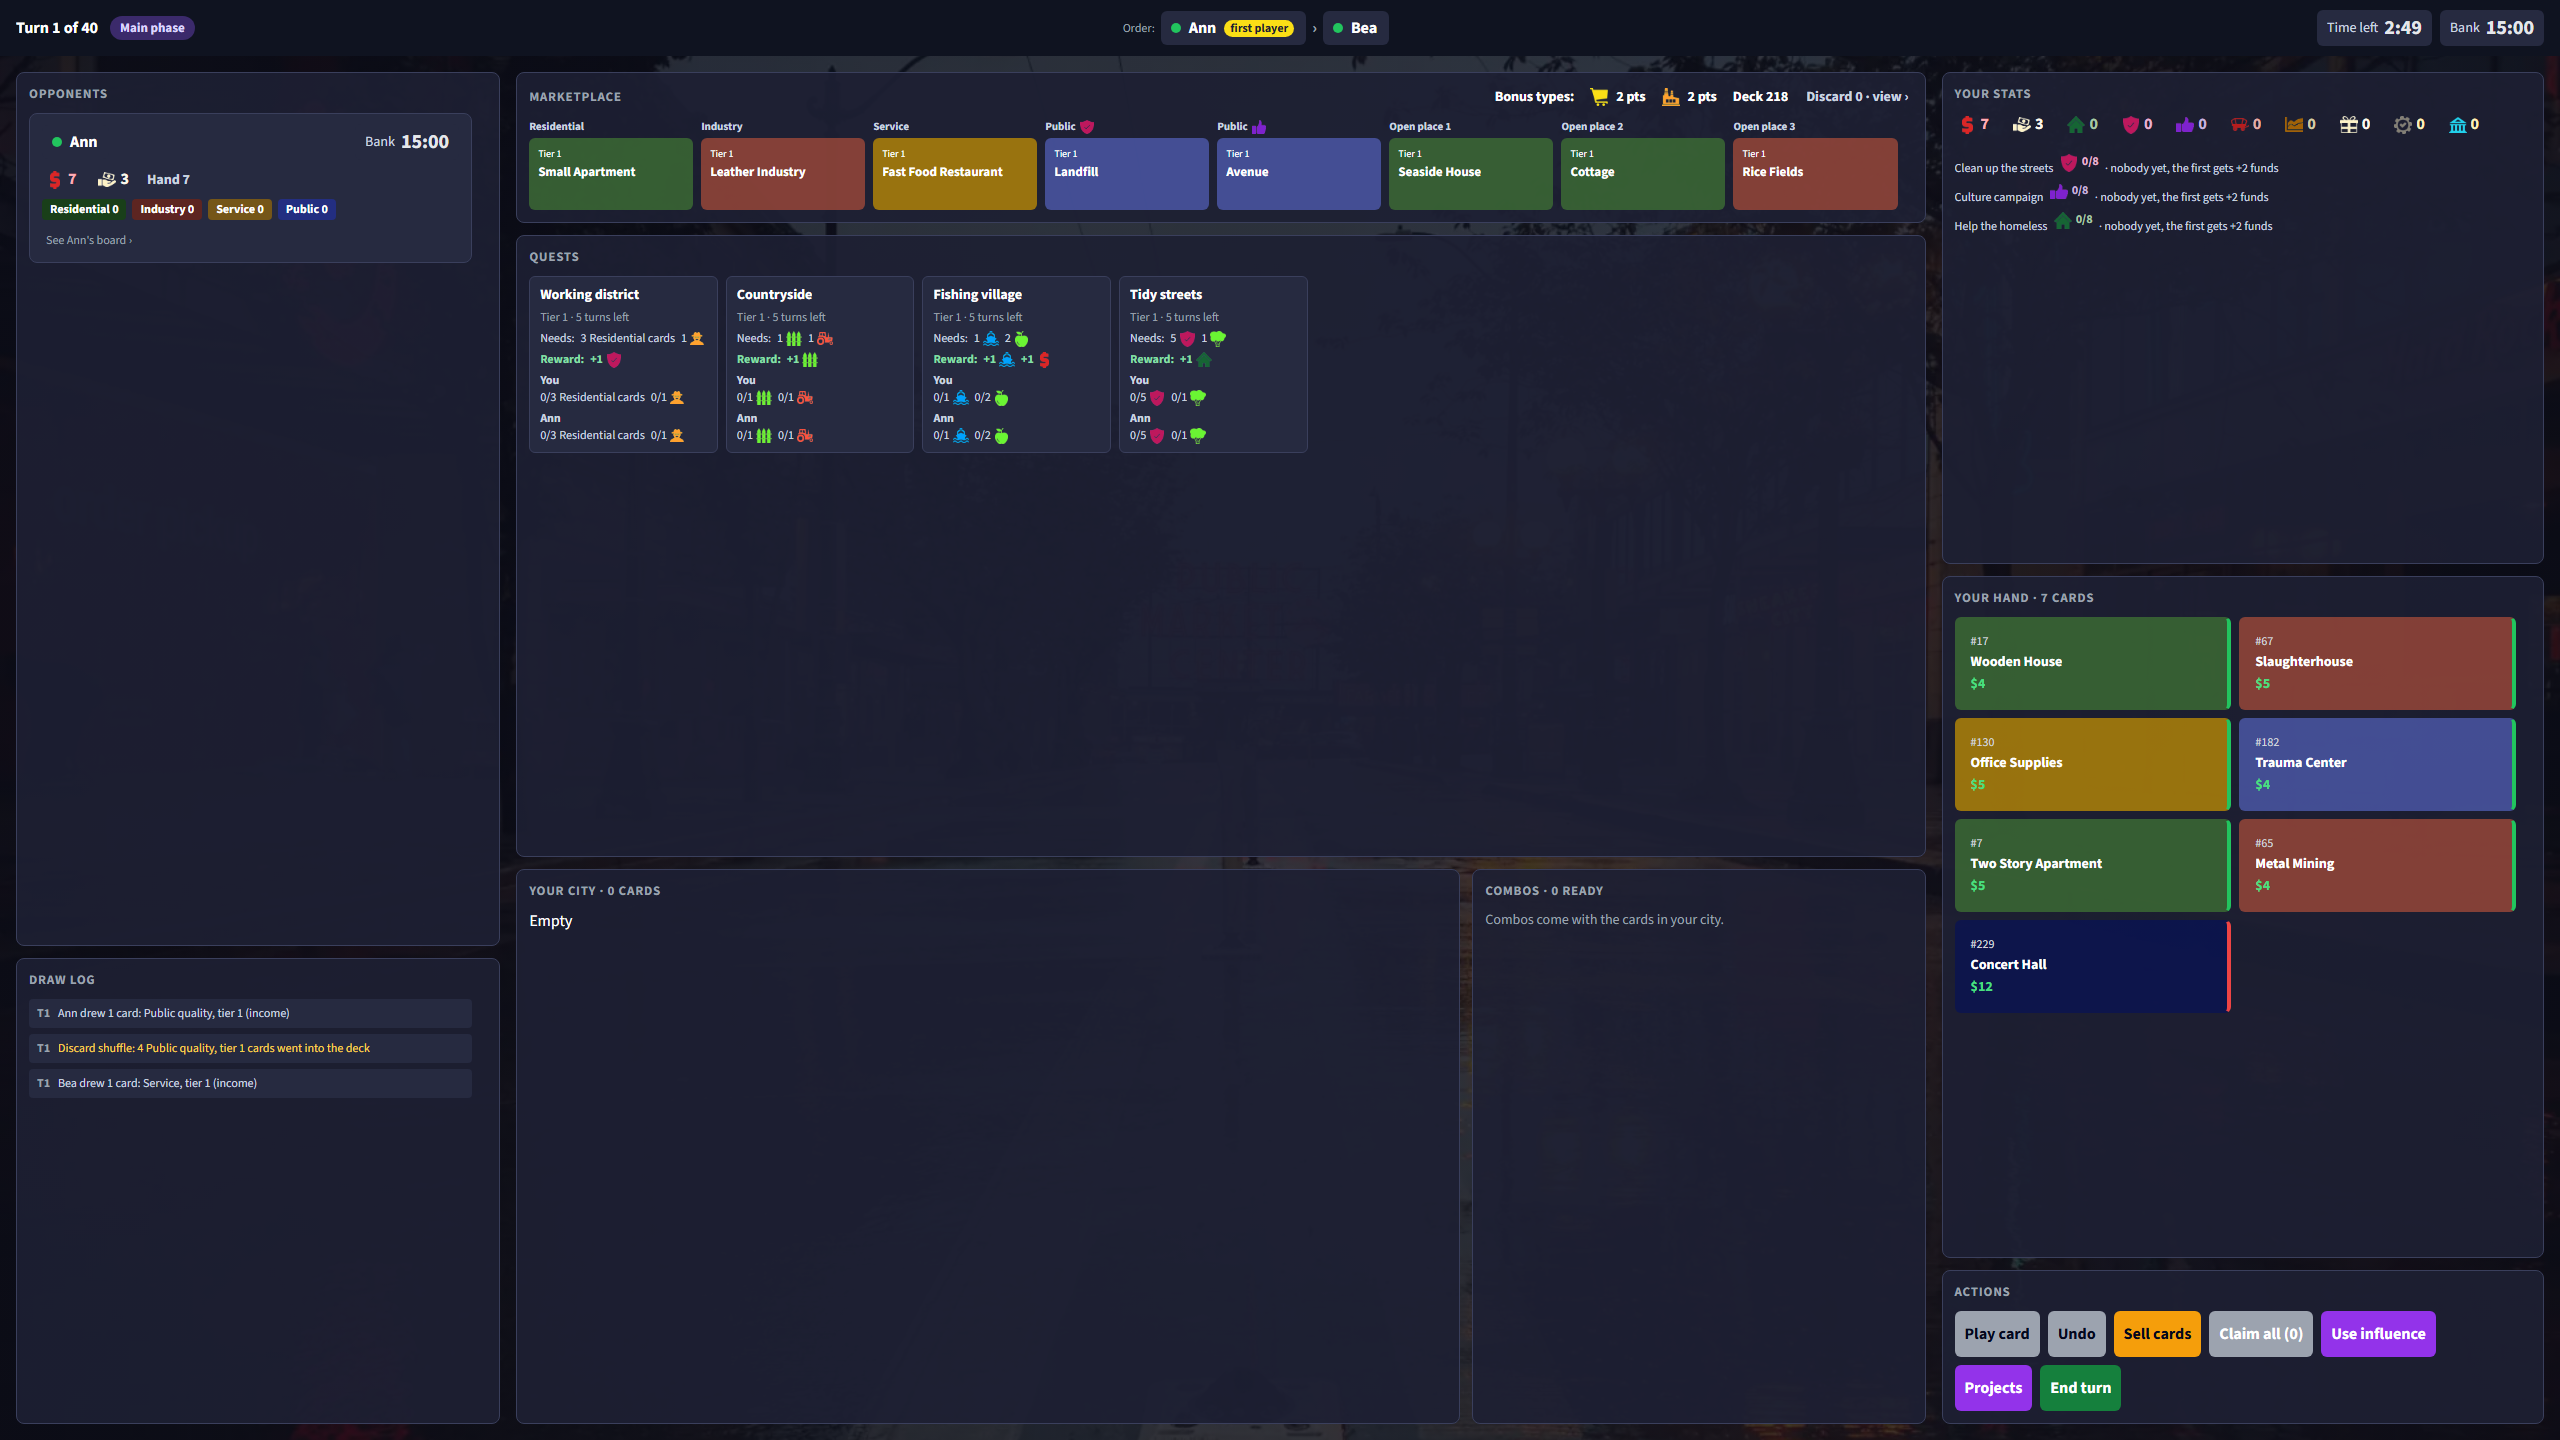 Turn 1 of 40 Main phase
Order: Ann first player › Bea
Time left 2:49 Bank 15:00
OPPONENTS
Ann Bank 15:00
7 3 Hand 7
Residential 0 Industry 0 Service 0 Public 0
See Ann's board ›
DRAW LOG
T1 Ann drew 1 card: Public quality, tier 1 (income)
T1 Discard shuffle: 4 Public quality, tier 1 cards went into the deck
T1 Bea drew 1 card: Service, tier 1 (income)
MARKETPLACE
Bonus types: 2 pts 2 pts Deck 218 Discard 0 · view ›
Residential Industry Service Public Public Open place 1 Open place 2 Open place 3
Tier 1 Tier 1 Tier 1 Tier 1 Tier 1 Tier 1 Tier 1 Tier 1
Small Apartment Leather Industry Fast Food Restaurant Landfill Avenue Seaside House Cottage Rice Fields
QUESTS
Working district
Tier 1 · 5 turns left
Needs: 3 Residential cards 1
Reward: +1
You
0/3 Residential cards 0/1
Ann
0/3 Residential cards 0/1
Countryside
Tier 1 · 5 turns left
Needs: 1 1
Reward: +1
You
0/1 0/1
Ann
0/1 0/1
Fishing village
Tier 1 · 5 turns left
Needs: 1 2
Reward: +1 +1
You
0/1 0/2
Ann
0/1 0/2
Tidy streets
Tier 1 · 5 turns left
Needs: 5 1
Reward: +1
You
0/5 0/1
Ann
0/5 0/1
YOUR CITY · 0 CARDS
Empty
COMBOS · 0 READY
Combos come with the cards in your city.
YOUR STATS
7 3 0 0 0 0 0 0 0 0
Clean up the streets 0/8 · nobody yet, the first gets +2 funds
Culture campaign 0/8 · nobody yet, the first gets +2 funds
Help the homeless 0/8 · nobody yet, the first gets +2 funds
YOUR HAND · 7 CARDS
#17
Wooden House
$4
#67
Slaughterhouse
$5
#130
Office Supplies
$5
#182
Trauma Center
$4
#7
Two Story Apartment
$5
#65
Metal Mining
$4
#229
Concert Hall
$12
ACTIONS
Play card Undo Sell cards Claim all (0) Use influence
Projects End turn